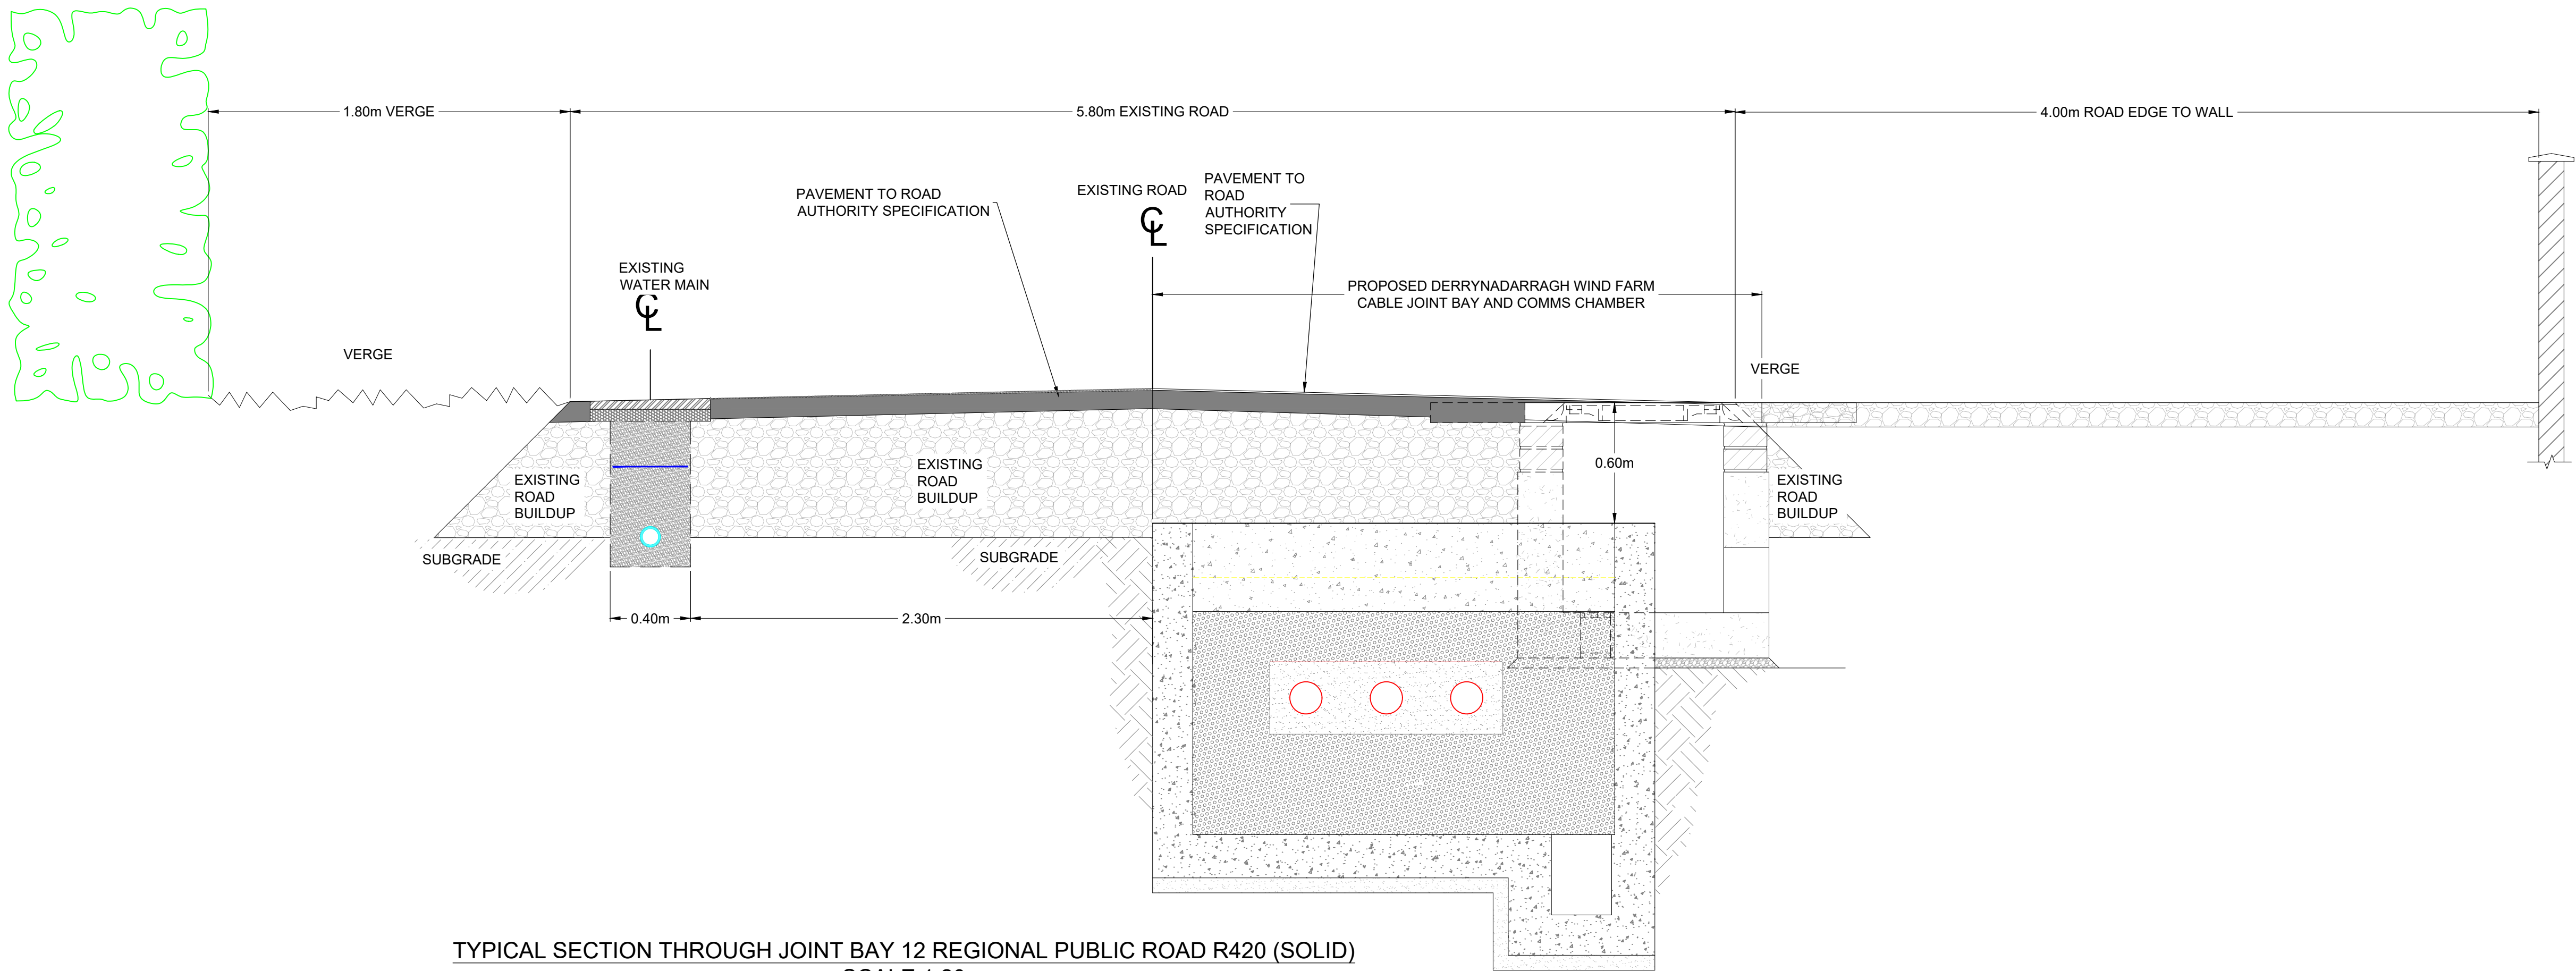 1.80m VERGE
5.80m EXISTING ROAD
4.00m ROAD EDGE TO WALL
PAVEMENT TO ROAD
AUTHORITY SPECIFICATION
EXISTING ROAD
CL
PAVEMENT TO
ROAD
AUTHORITY
SPECIFICATION
EXISTING
WATER MAIN
CL
PROPOSED DERRYNADARRAGH WIND FARM
CABLE JOINT BAY AND COMMS CHAMBER
VERGE
VERGE
EXISTING
ROAD
BUILDUP
EXISTING
ROAD
BUILDUP
0.60m
EXISTING
ROAD
BUILDUP
SUBGRADE
SUBGRADE
0.40m
2.30m
TYPICAL SECTION THROUGH JOINT BAY 12 REGIONAL PUBLIC ROAD R420 (SOLID)